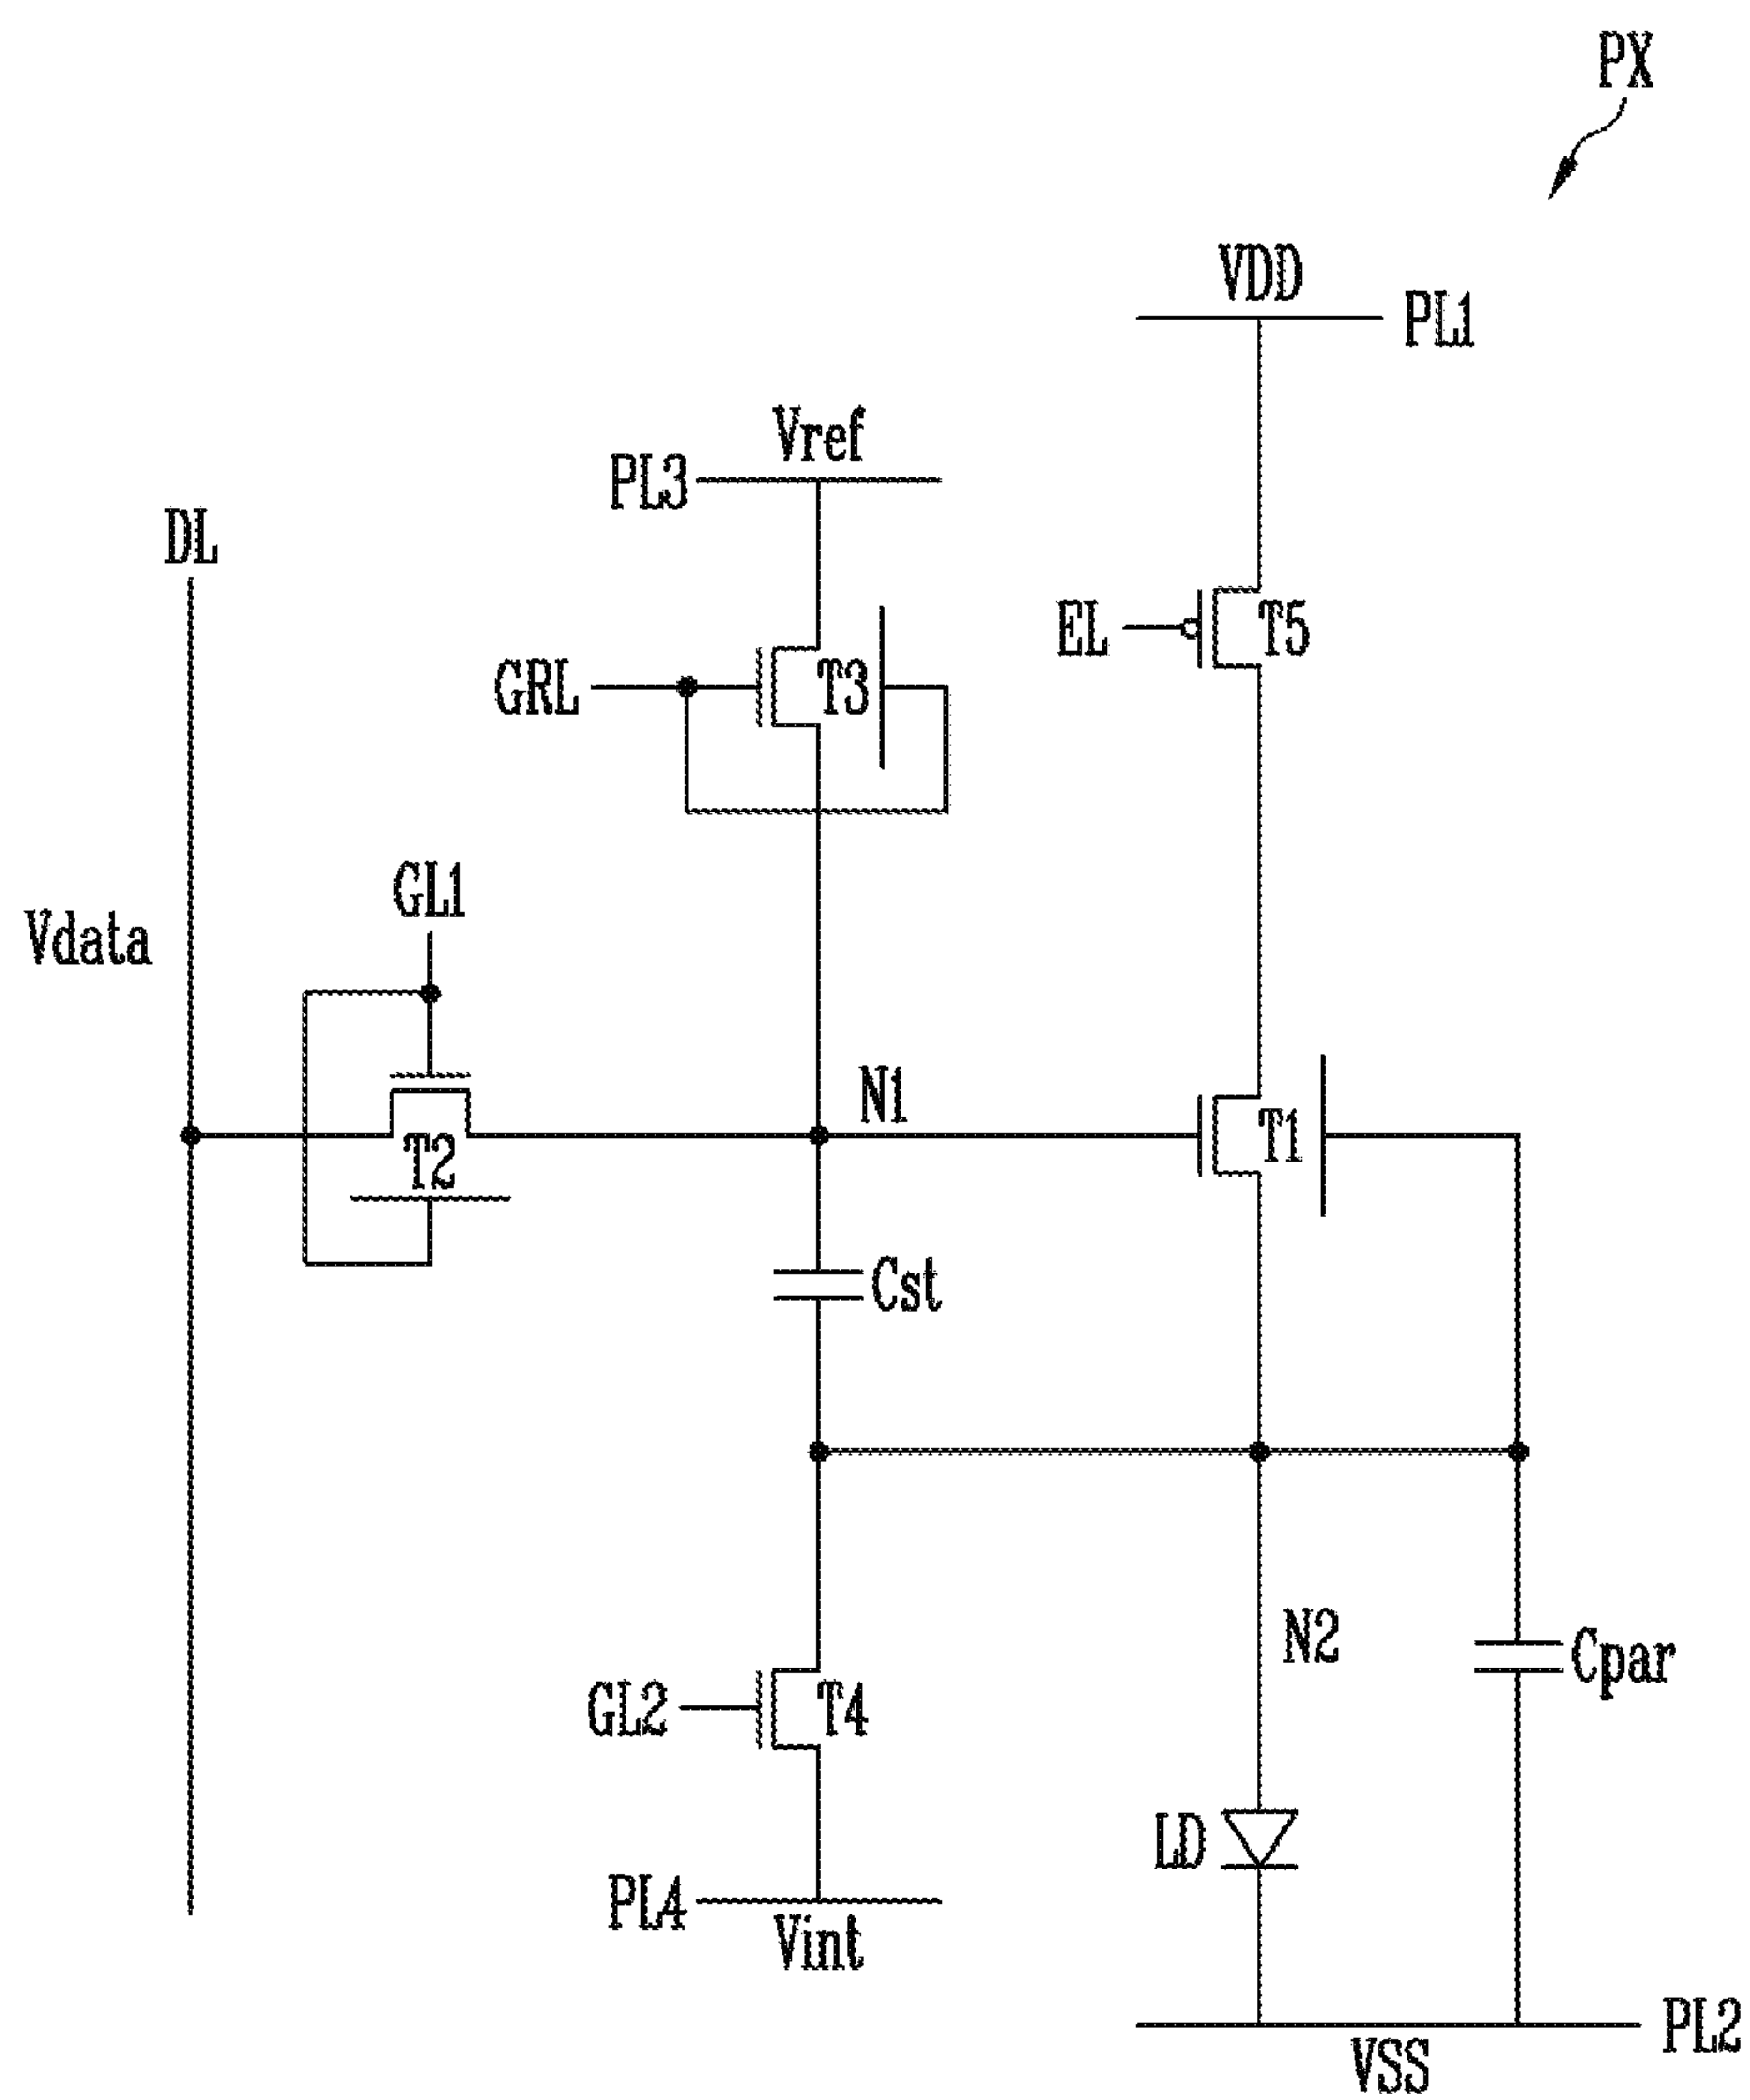 PX
VDD
PL1
Vref
PL3
DL
EL
T5
GRL
T3
GL1
Vdata
N1
T1
T2
Cst
N2
Cpar
GL2
T4
LD
PL4
Vint
PL2
VSS